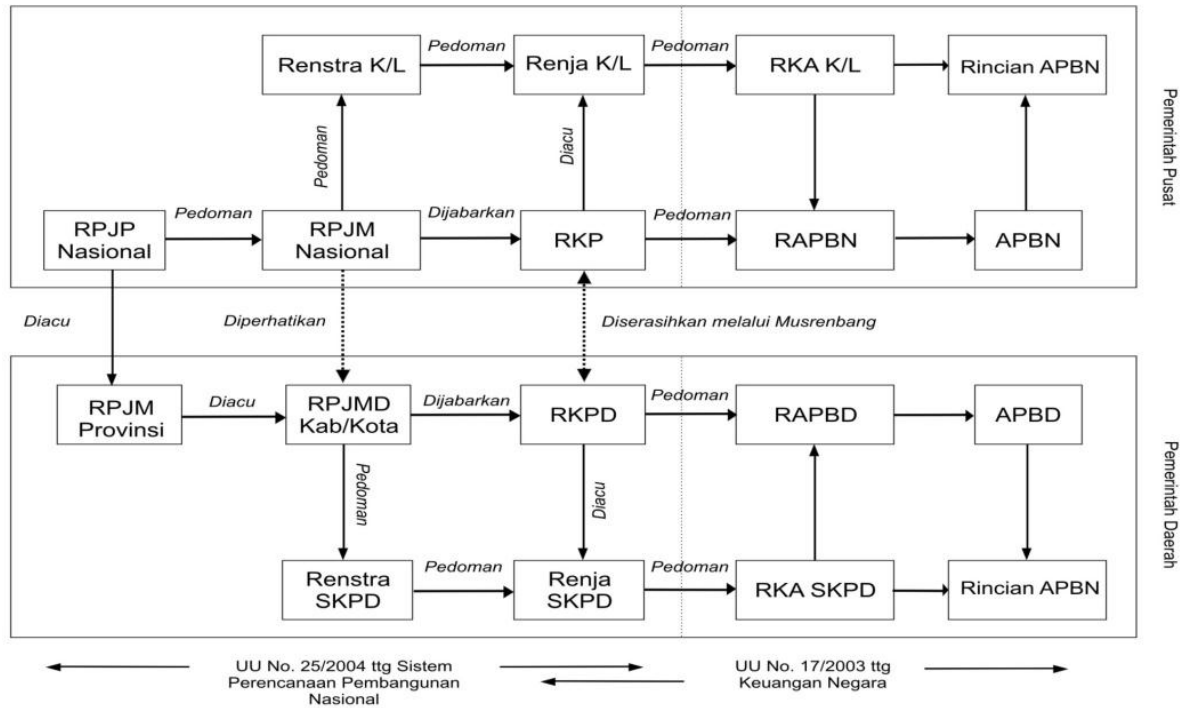 Pedoman
Pedoman
Renstra K/L
Renja K/L
RKA K/L
Rincian APBN
Pedoman
Diacu
Pemerintah Pusat
RPJP
Nasional
Pedoman
RPJM
Nasional
Dijabarkan
RKP
Pedoman
RAPBN
APBN
Diacu
Diperhatikan
Diserasihkan melalui Musrenbang
RPJM
Provinsi
Diacu
RPJMD
Kab/Kota
Dijabarkan
RKPD
Pedoman
RAPBD
APBD
Pedoman
Diacu
Pemerintah Daerah
Renstra
SKPD
Pedoman
Renja
SKPD
Pedoman
RKA SKPD
Rincian APBN
UU No. 25/2004 ttg Sistem
Perencanaan Pembangunan
Nasional
UU No. 17/2003 ttg
Keuangan Negara